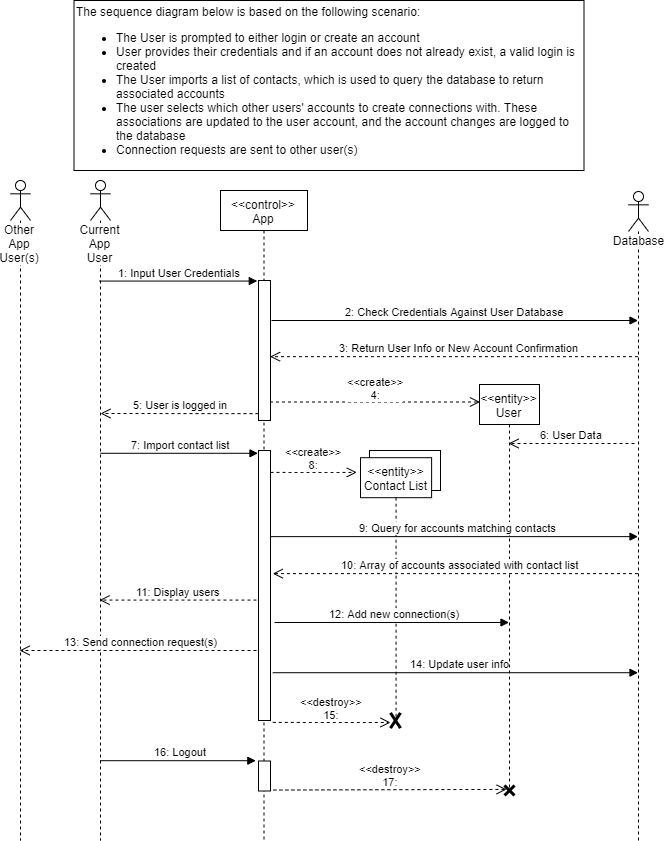 The sequence diagram below is based on the following scenario:
• The User is prompted to either login or create an account
• User provides their credentials and if an account does not already exist, a valid login is
created
• The User imports a list of contacts, which is used to query the database to return
associated accounts
• The user selects which other users' accounts to create connections with. These
associations are updated to the user account, and the account changes are logged to
the database
• Connection requests are sent to other user(s)
Other
App
User(s)
Current
App
User
<<control>>
App
Database
1: Input User Credentials
2: Check Credentials Against User Database
3: Return User Info or New Account Confirmation
<<create>>
4:
<<entity>>
User
5: User is logged in
6: User Data
7: Import contact list
<<create>>
8:
<<entity>>
Contact List
9: Query for accounts matching contacts
10: Array of accounts associated with contact list
11: Display users
12: Add new connection(s)
13: Send connection request(s)
14: Update user info
<<destroy>>
15:
16: Logout
<<destroy>>
17: